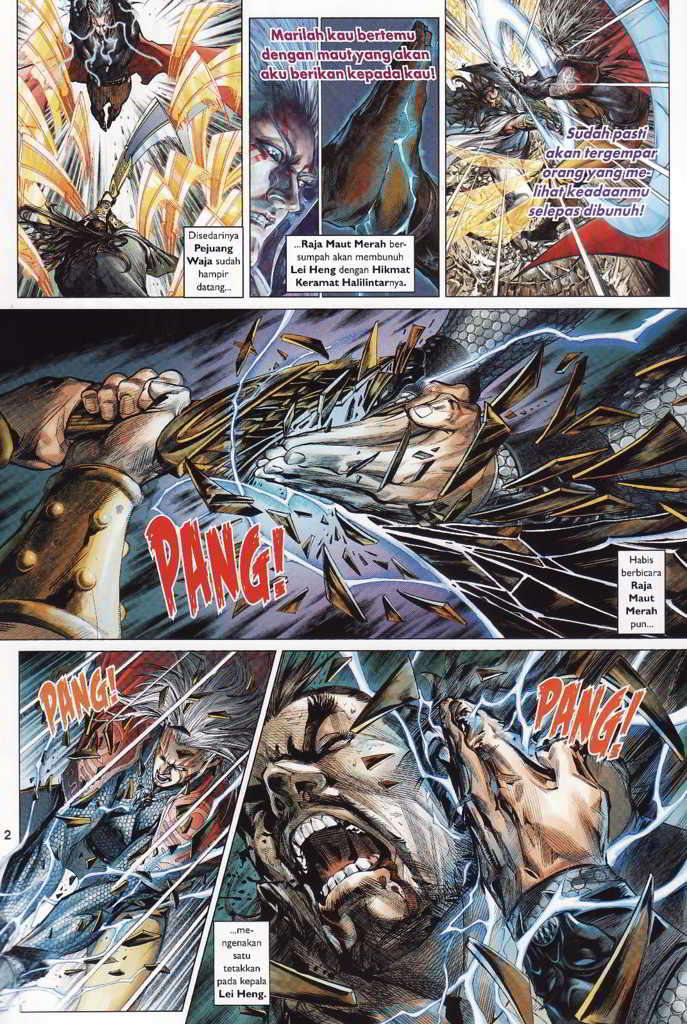 Disedarinya
Pejuang
Waja sudah
hampir
datang...
Marilah kau bertemu
dengan maut yang akan
aku berikan kepada kau!
...Raja Maut Merah ber-
sumpah akan membunuh
Lei Heng dengan Hikmat
Keramat Halilintarnya.
Sudah pasti
akan tergempar
orang yang me-
lihat keadaanmu
selepas dibunuh!
PANG!
Habis
berbicara
Raja
Maut
Merah
pun...
PANG!
PANG!
...me-
ngenakan
satu
tetakkan
pada kepala
Lei Heng.
2